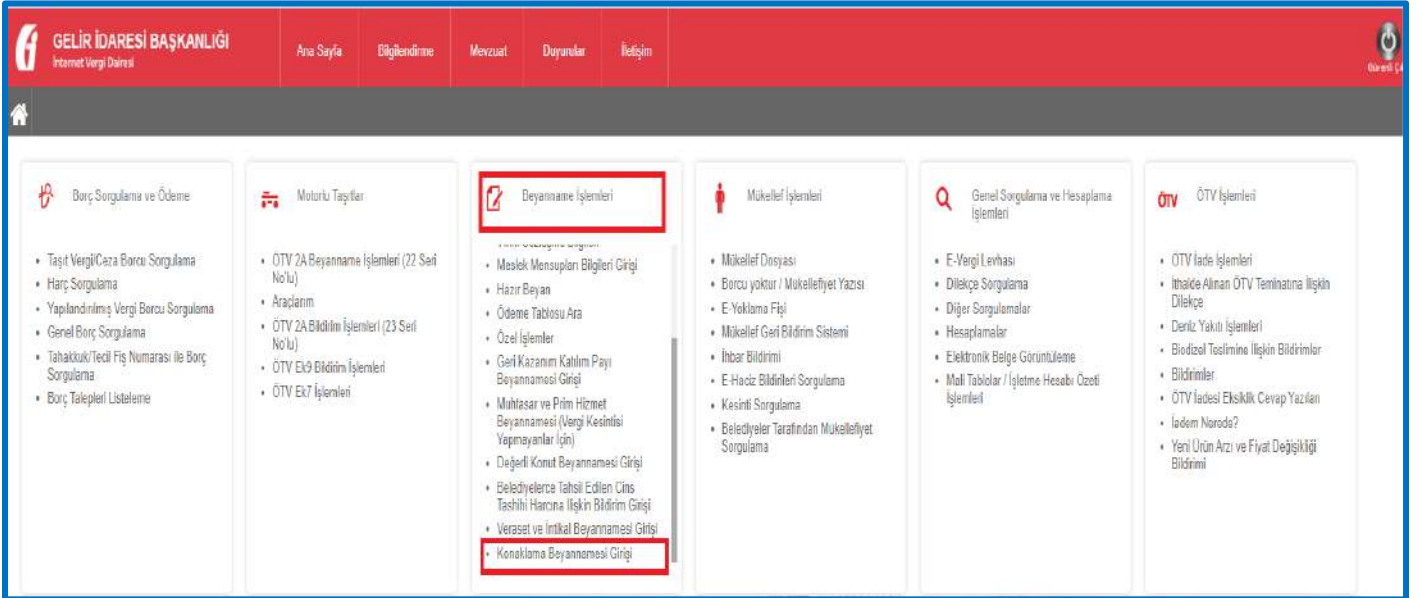 GELİR İDARESİ BAŞKANLIĞI
İnternet Vergi Dairesi
Ana Sayfa
Bilgilendirme
Mevzuat
Duyurular
İletişim
Güvenli
Borç Sorgulama ve Ödeme
• Taşıt Vergi/Ceza Borcu Sorgulama
• Harç Sorgulama
• Yapılandırılmış Vergi Borcu Sorgulama
• Genel Borç Sorgulama
• Tahakkuk/Tecil Fiş Numarası ile Borç
Sorgulama
• Borç Talepleri Listeleme
Motorlu Taşıtlar
• ÖTV 2A Beyanname İşlemleri (22 Seri
No'lu)
• Araçlarım
• ÖTV 2A Bildirim İşlemleri (23 Seri
No'lu)
• ÖTV Ek9 Bildirim İşlemleri
• ÖTV Ek7 İşlemleri
Beyanname İşlemleri
• Meslek Mensupları Bilgileri Girişi
• Hazır Beyan
• Ödeme Tablosu Ara
• Özel İşlemler
• Geri Kazanım Katılım Payı
Beyannamesi Girişi
• Muhtasar ve Prim Hizmet
Beyannamesi (Vergi Kesintisi
Yapmayanlar İçin)
• Değerli Konut Beyannamesi Girişi
• Belediyelerce Tahsil Edilen Cins
Tashihi Harcına İlişkin Bildirim Girişi
• Veraset ve İntikal Beyannamesi Girişi
• Konaklama Beyannamesi Girişi
Mükellef İşlemleri
• Mükellef Dosyası
• Borcu yoktur / Mükellefiyet Yazısı
• E-Yoklama Fişi
• Mükellef Geri Bildirim Sistemi
• İhbar Bildirimi
• E-Haciz Bildirileri Sorgulama
• Kesinti Sorgulama
• Belediyeler Tarafından Mükellefiyet
Sorgulama
Genel Sorgulama ve Hesaplama
İşlemleri
• E-Vergi Levhası
• Dilekçe Sorgulama
• Diğer Sorgulamalar
• Hesaplamalar
• Elektronik Belge Görüntüleme
• Mali Tablolar / İşletme Hesabı Özeti
İşlemleri
ÖTV
ÖTV İşlemleri
• ÖTV İade İşlemleri
• İthalde Alınan ÖTV Teminatına İlişkin
Dilekçe
• Deniz Yakıtı İşlemleri
• Biodizel Teslimine İlişkin Bildirimler
• Bildirimler
• ÖTV İadesi Eksiklik Cevap Yazıları
• İadem Nerede?
• Yeni Ürün Arzı ve Fiyat Değişikliği
Bildirimi